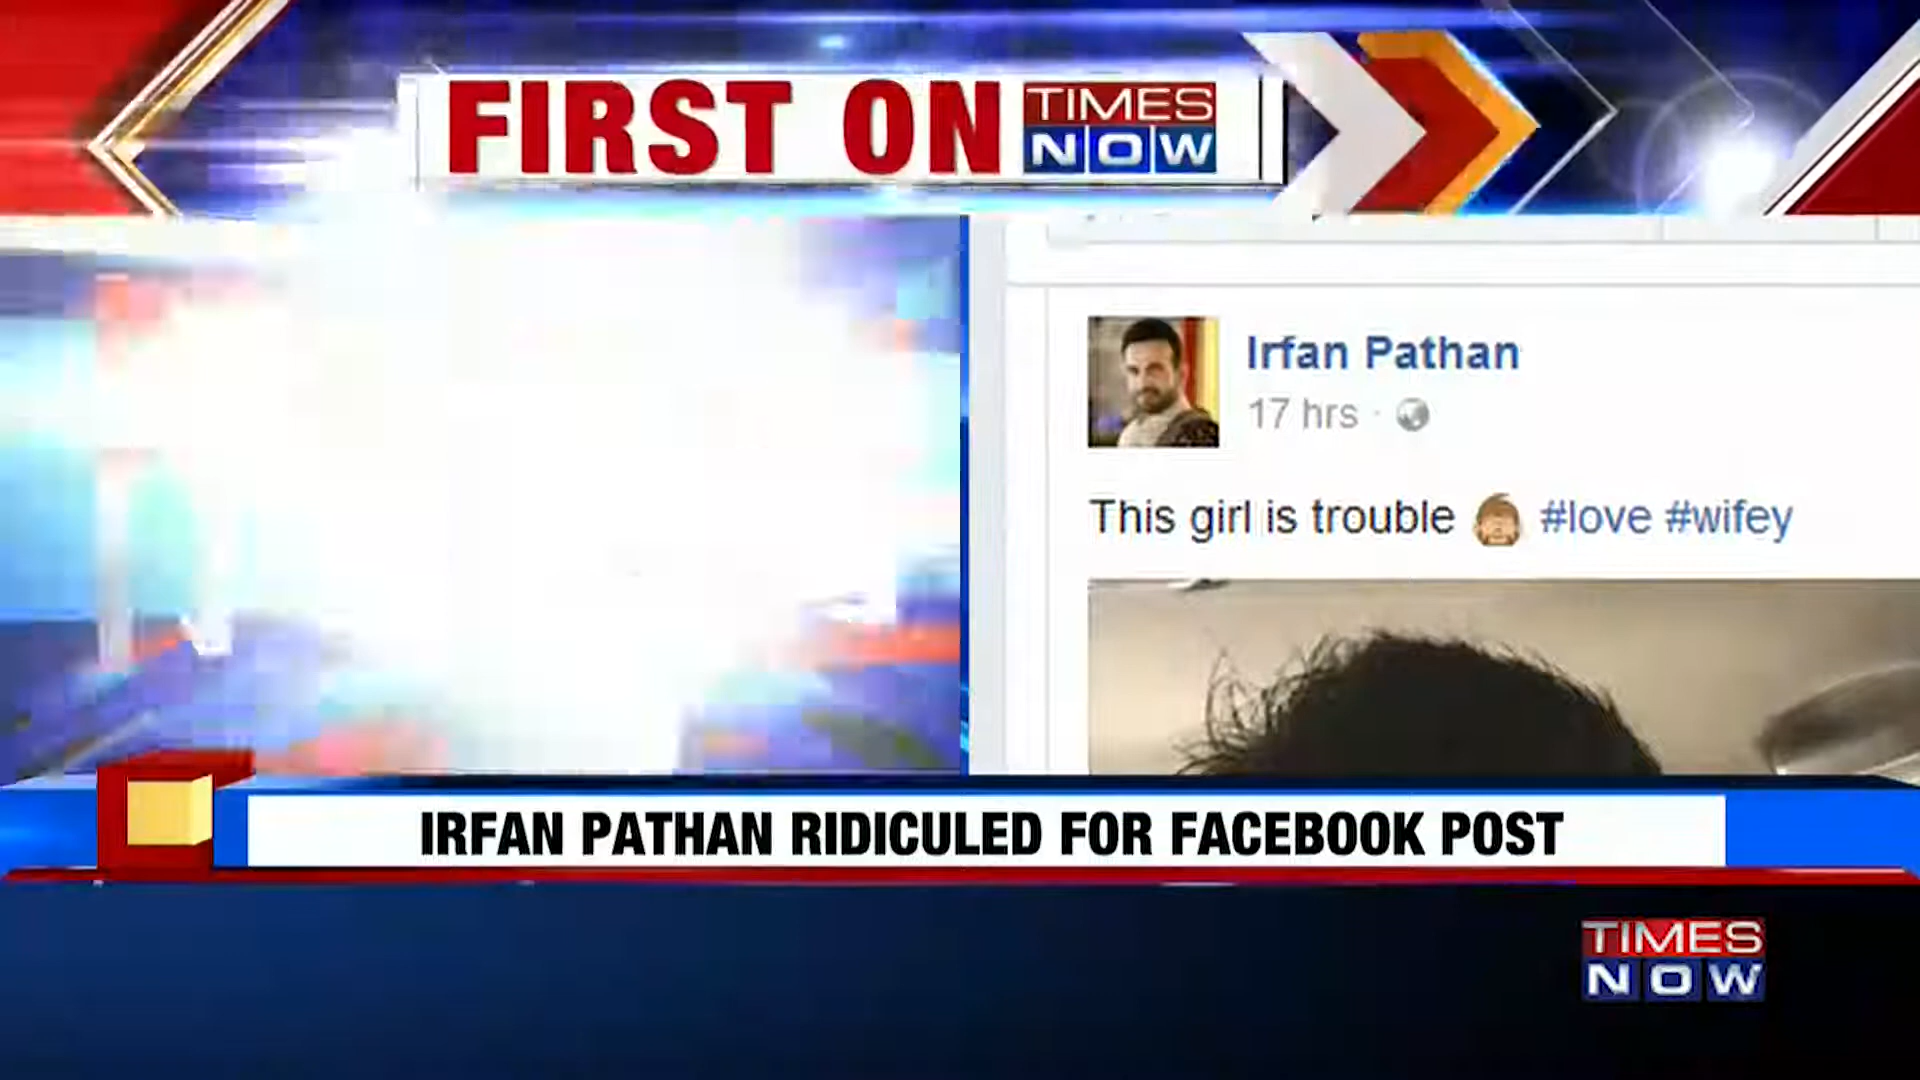 FIRST ON TIMES NOW
Irfan Pathan
17 hrs ·
This girl is trouble #love #wifey
IRFAN PATHAN RIDICULED FOR FACEBOOK POST
TIMES
NOW